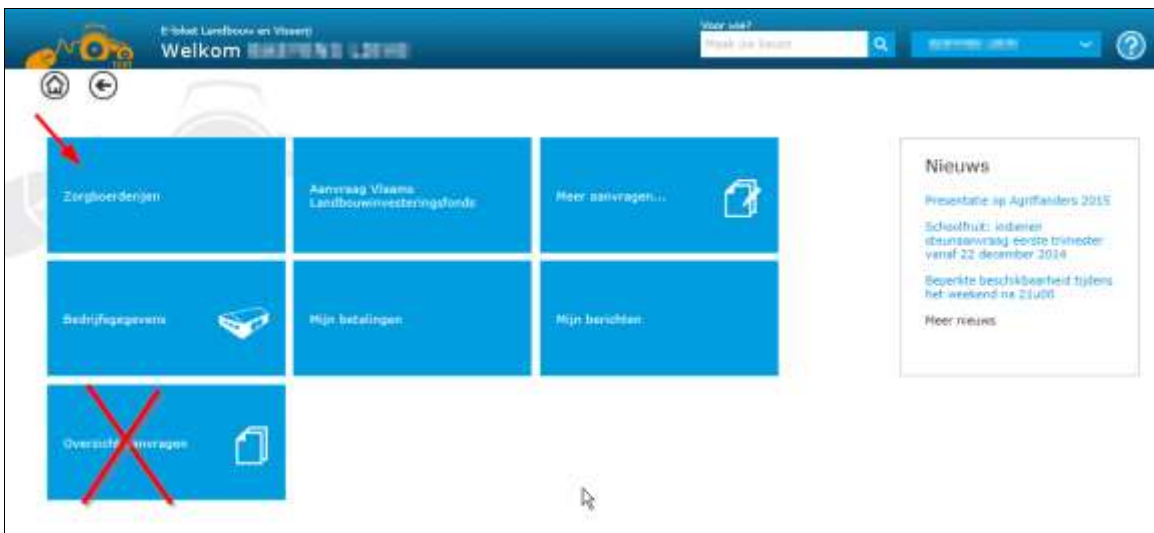 E-loket Landbouw en Visserij
Welkom
Voor wie?
Maak uw keuze
Zorgboerderijen
Aanvraag Vlaams
Landbouwinvesteringsfonds
Meer aanvragen...
Bedrijfsgegevens
Mijn betalingen
Mijn berichten
Overzicht aanvragen
Nieuws
Presentatie op Agriflanders 2015
Schoolfruit: indienen
steunaanvraag eerste trimester
vanaf 22 december 2014
Beperkte beschikbaarheid tijdens
het weekend na 21u00
Meer nieuws